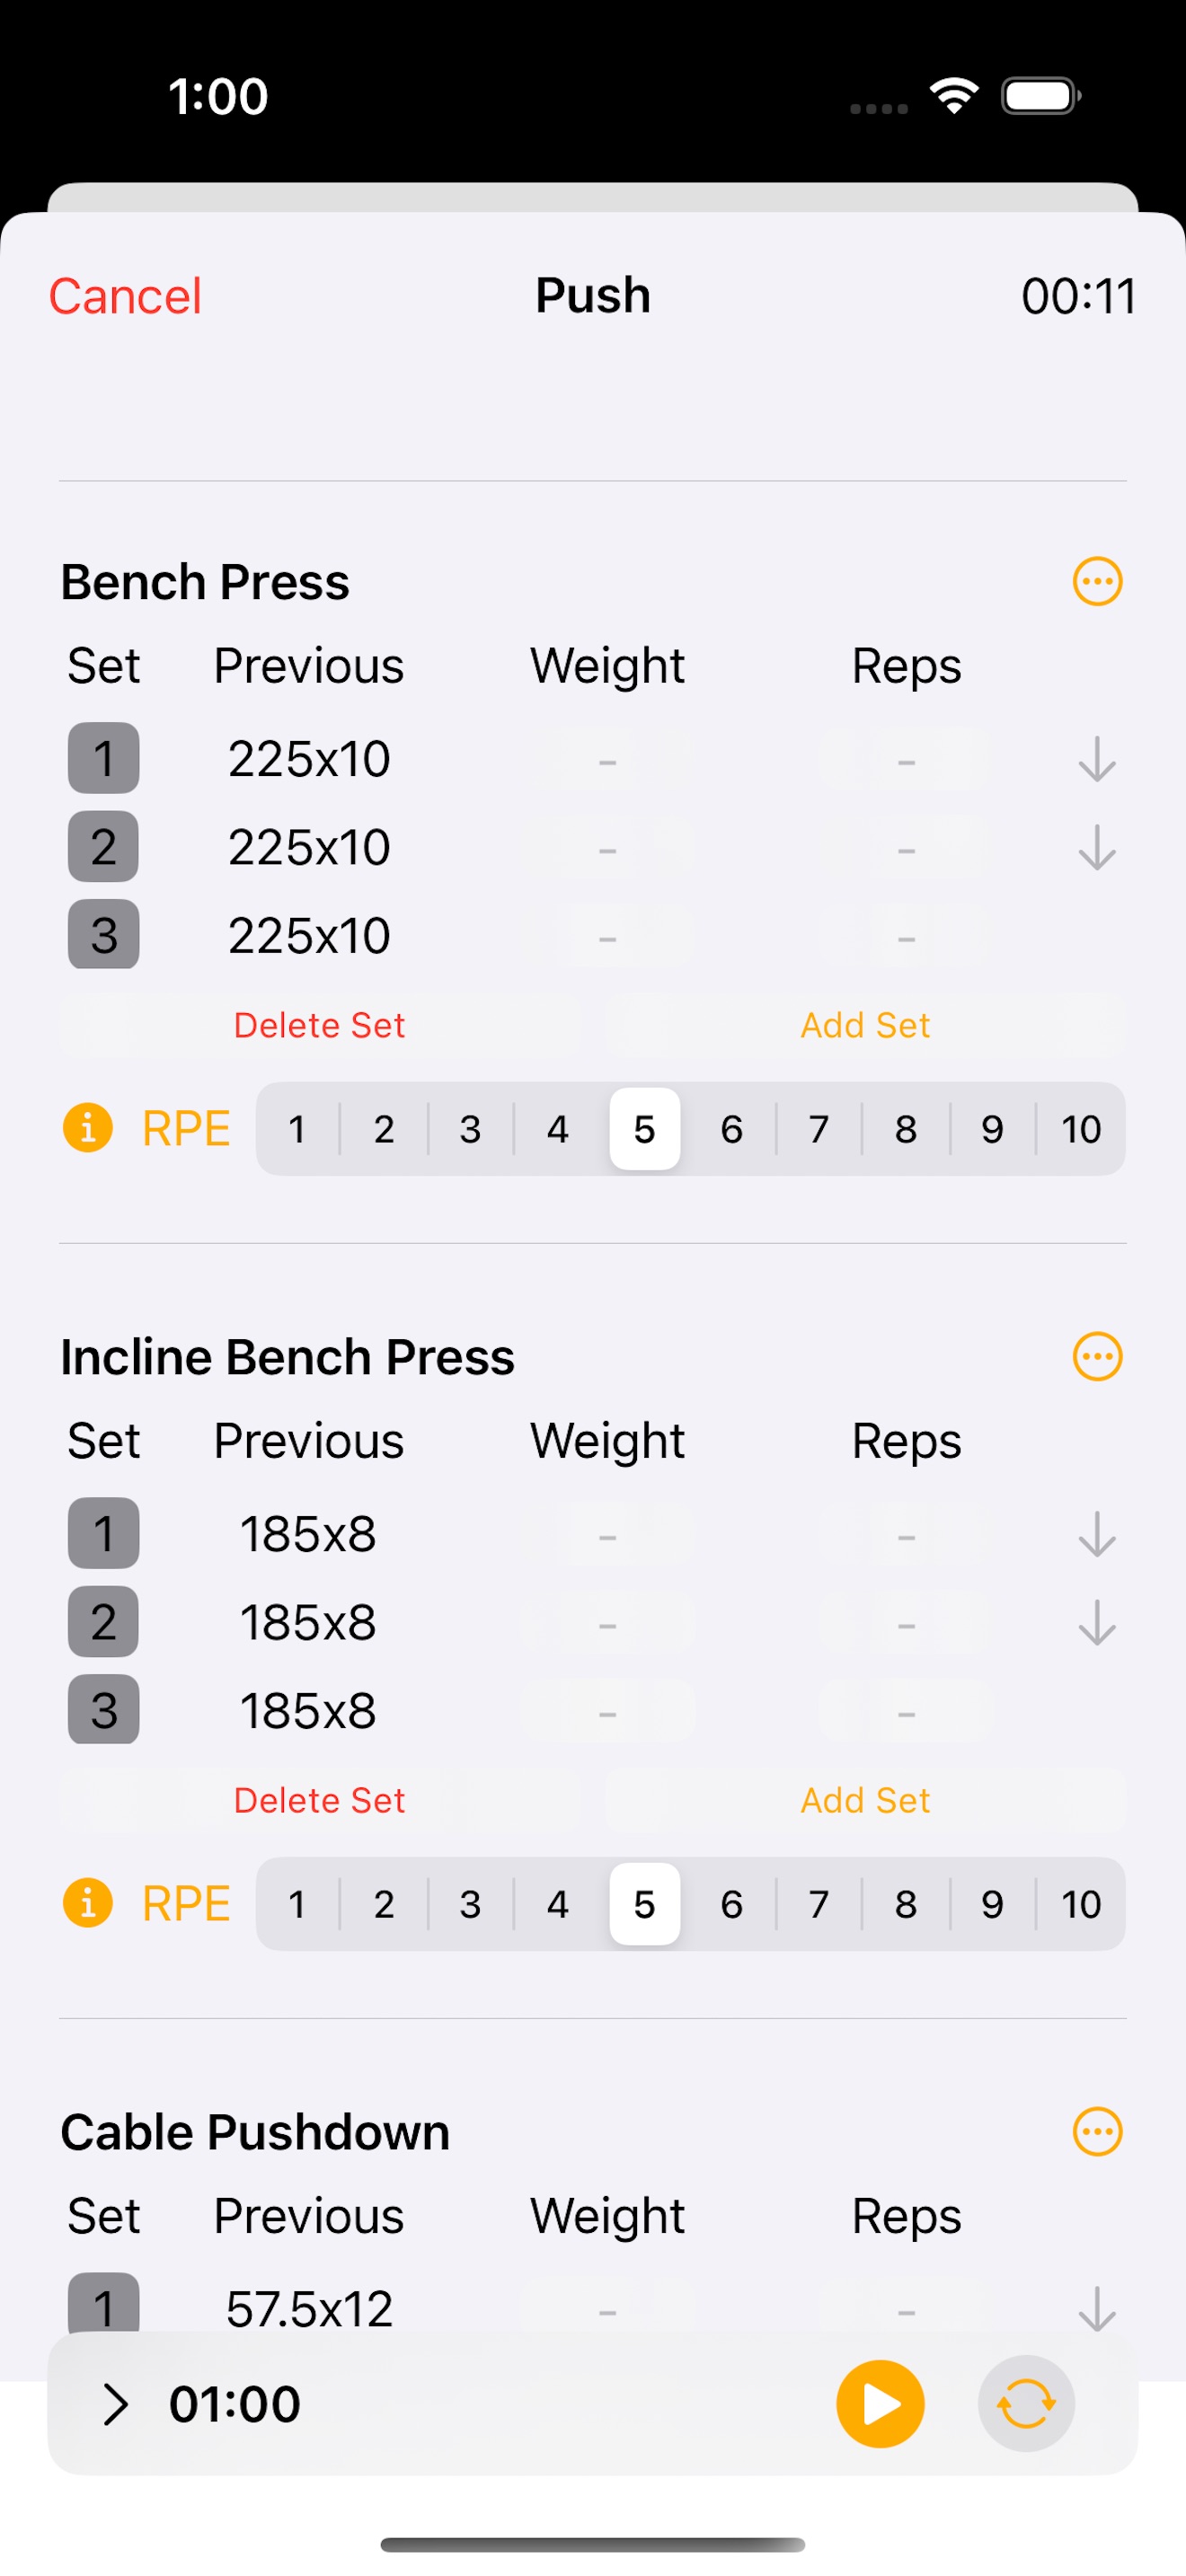 1:00
Cancel Push 00:11
Bench Press
Set Previous Weight Reps
1 225x10 - -
2 225x10 - -
3 225x10 - -
Delete Set Add Set
i RPE 1 2 3 4 5 6 7 8 9 10
Incline Bench Press
Set Previous Weight Reps
1 185x8 - -
2 185x8 - -
3 185x8 - -
Delete Set Add Set
i RPE 1 2 3 4 5 6 7 8 9 10
Cable Pushdown
Set Previous Weight Reps
1 57.5x12 - -
01:00